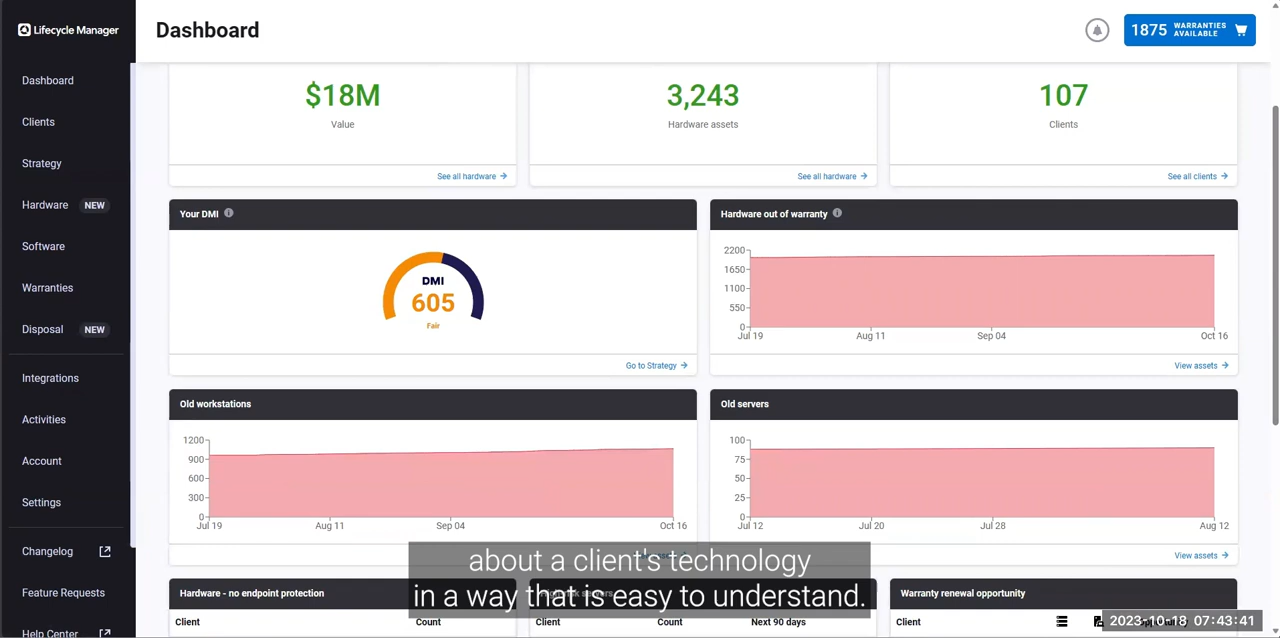 Lifecycle Manager
Dashboard
1875 WARRANTIES AVAILABLE
Dashboard
Clients
Strategy
Hardware NEW
Software
Warranties
Disposal NEW
Integrations
Activities
Account
Settings
Changelog
Feature Requests
Help Center
$18M
Value
See all hardware
3,243
Hardware assets
See all hardware
107
Clients
See all clients
Your DMI
DMI
605
Fair
Go to Strategy
Hardware out of warranty
2200
1650
1100
550
0
Jul 19 Aug 11 Sep 04 Oct 16
View assets
Old workstations
1200
900
600
300
0
Jul 19 Aug 11 Sep 04 Oct 16
Old servers
100
75
50
25
0
Jul 12 Jul 20 Jul 28 Aug 12
View assets
about a client's technology
in a way that is easy to understand.
Hardware - no endpoint protection
Client Count
Client Count Next 90 days
Warranty renewal opportunity
Client
2023-10-18 07:43:41